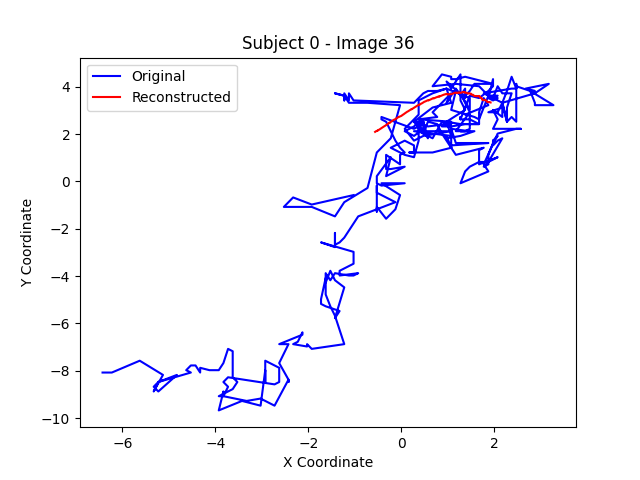 Subject 0 - Image 36
Original
Reconstructed
4
2
0
−2
−4
−6
−8
−10
Y Coordinate
−6 −4 −2 0 2
X Coordinate